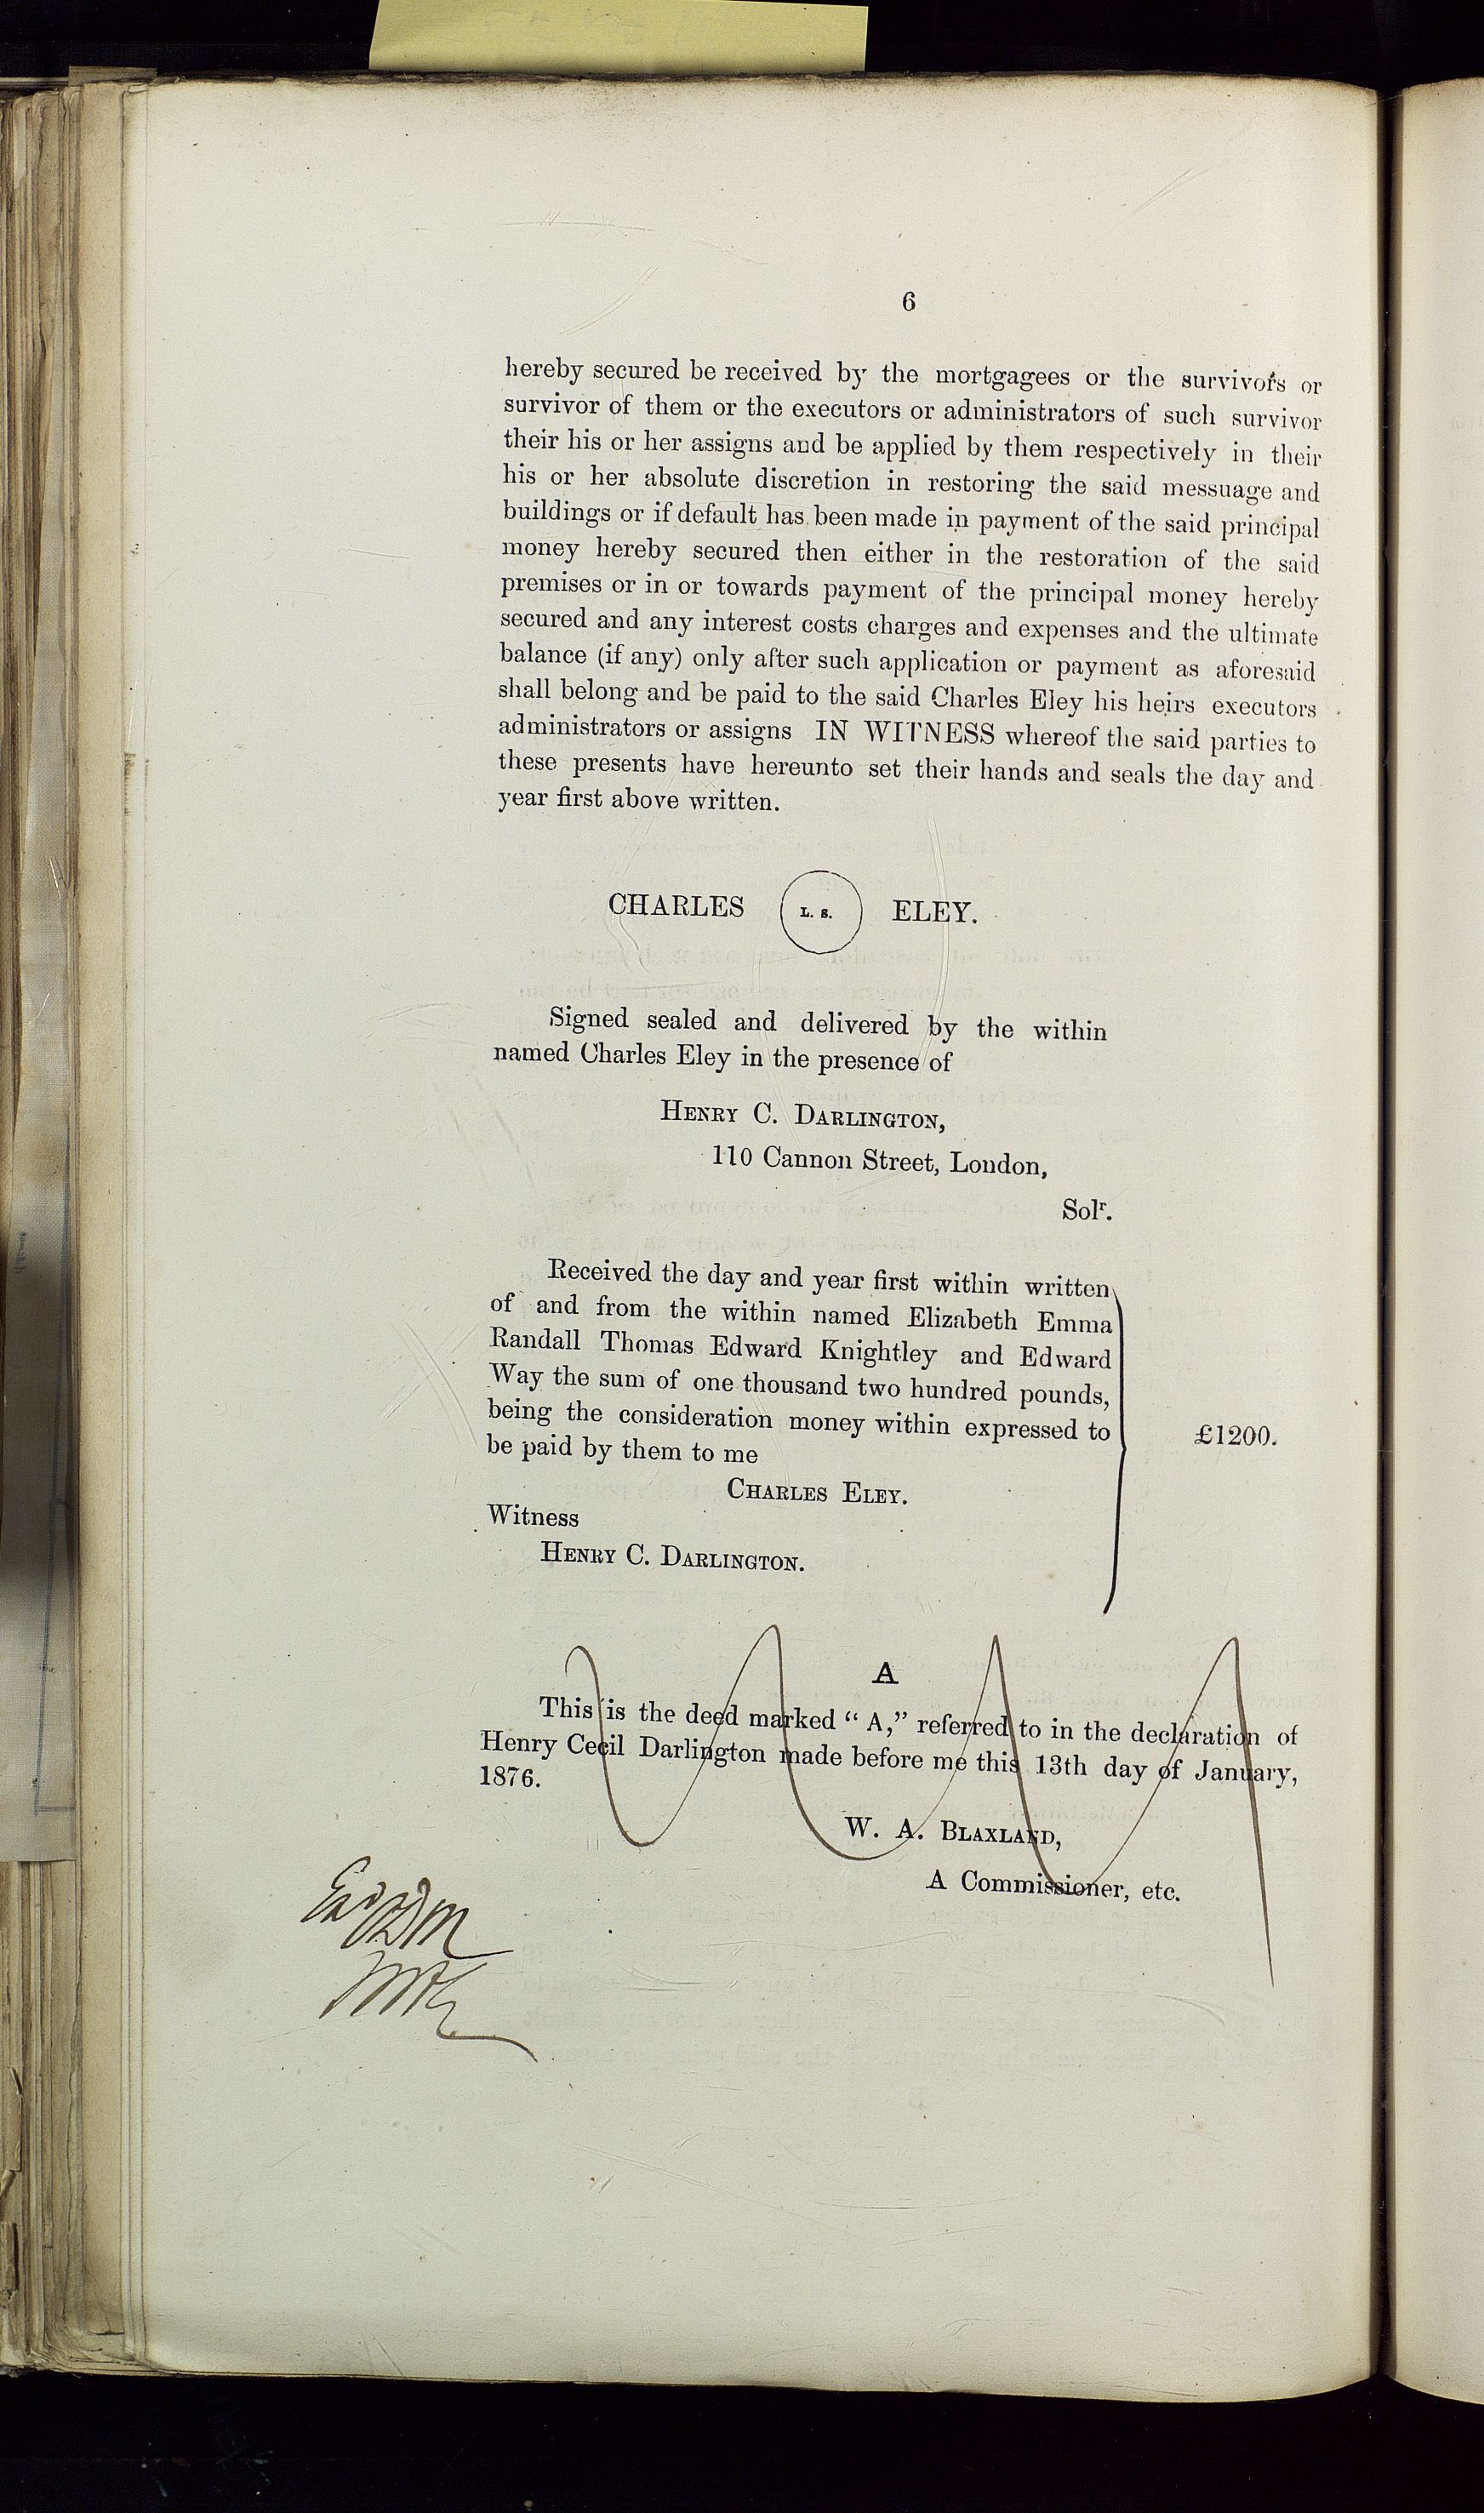 6
hereby secured be received by the mortgagees or the survivors or
survivor of them or the executors or administrators of such survivor
their his or her assigns and be applied by them respectively in their
his or her absolute discretion in restoring the said messuage and
buildings or if default has been made in payment of the said principal
money hereby secured then either in the restoration of the said
premises or in or towards payment of the principal money hereby
secured and any interest costs charges and expenses and the ultimate
balance (if any) only after such application or payment as aforesaid
shall belong and be paid to the said Charles Eley his heirs executors
administrators or assigns IN WITNESS whereof the said parties to
these presents have hereunto set their hands and seals the day and
year first above written.
CHARLES L. S. ELEY.
Signed sealed and delivered by the within
named Charles Eley in the presence of
HENRY C. DARLINGTON,
110 Cannon Street, London,
Solr.
Received the day and year first within written
of and from the within named Elizabeth Emma
Randall Thomas Edward Knightley and Edward
Way the sum of one thousand two hundred pounds,
being the consideration money within expressed to
be paid by them to me
£1200.
CHARLES ELEY.
Witness
HENRY C. DARLINGTON.
A
This is the deed marked “A,” referred to in the declaration of
Henry Cecil Darlington made before me this 13th day of January,
1876.
W. A. BLAXLAND,
A Commissioner, etc.